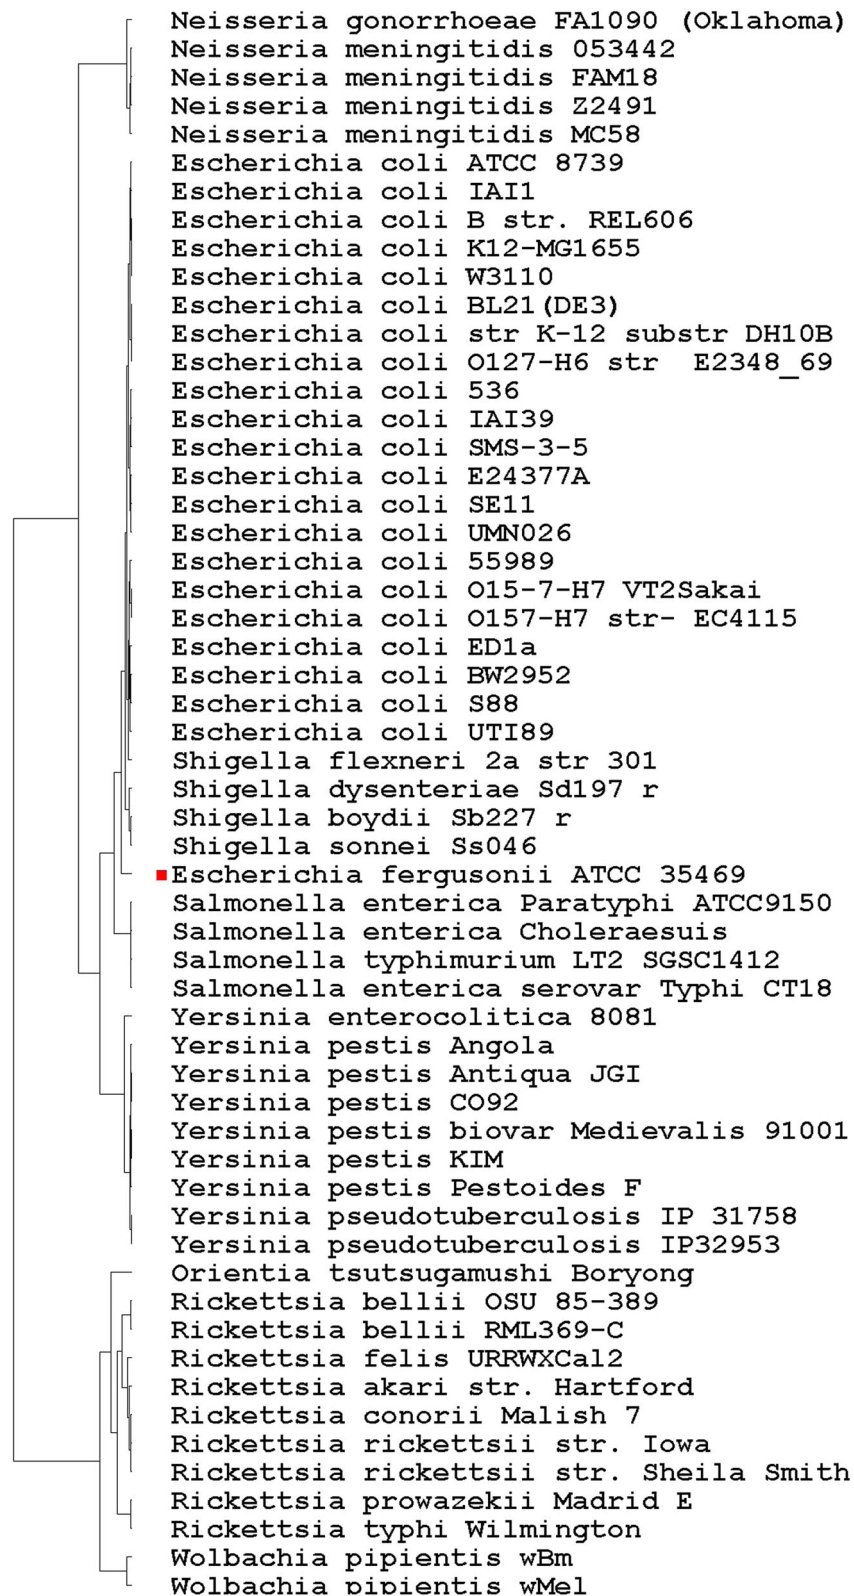 Neisseria gonorrhoeae FA1090 (Oklahoma)
Neisseria meningitidis 053442
Neisseria meningitidis FAM18
Neisseria meningitidis Z2491
Neisseria meningitidis MC58
Escherichia coli ATCC 8739
Escherichia coli IAI1
Escherichia coli B str. REL606
Escherichia coli K12-MG1655
Escherichia coli W3110
Escherichia coli BL21(DE3)
Escherichia coli str K-12 substr DH10B
Escherichia coli O127-H6 str E2348_69
Escherichia coli 536
Escherichia coli IAI39
Escherichia coli SMS-3-5
Escherichia coli E24377A
Escherichia coli SE11
Escherichia coli UMN026
Escherichia coli 55989
Escherichia coli O15-7-H7 VT2Sakai
Escherichia coli O157-H7 str- EC4115
Escherichia coli ED1a
Escherichia coli BW2952
Escherichia coli S88
Escherichia coli UTI89
Shigella flexneri 2a str 301
Shigella dysenteriae Sd197 r
Shigella boydii Sb227 r
Shigella sonnei Ss046
Escherichia fergusonii ATCC 35469
Salmonella enterica Paratyphi ATCC9150
Salmonella enterica Choleraesuis
Salmonella typhimurium LT2 SGSC1412
Salmonella enterica serovar Typhi CT18
Yersinia enterocolitica 8081
Yersinia pestis Angola
Yersinia pestis Antiqua JGI
Yersinia pestis CO92
Yersinia pestis biovar Medievalis 91001
Yersinia pestis KIM
Yersinia pestis Pestoides F
Yersinia pseudotuberculosis IP 31758
Yersinia pseudotuberculosis IP32953
Orientia tsutsugamushi Boryong
Rickettsia bellii OSU 85-389
Rickettsia bellii RML369-C
Rickettsia felis URRWXCal2
Rickettsia akari str. Hartford
Rickettsia conorii Malish 7
Rickettsia rickettsii str. Iowa
Rickettsia rickettsii str. Sheila Smith
Rickettsia prowazekii Madrid E
Rickettsia typhi Wilmington
Wolbachia pipientis wBm
Wolbachia pipientis wMel